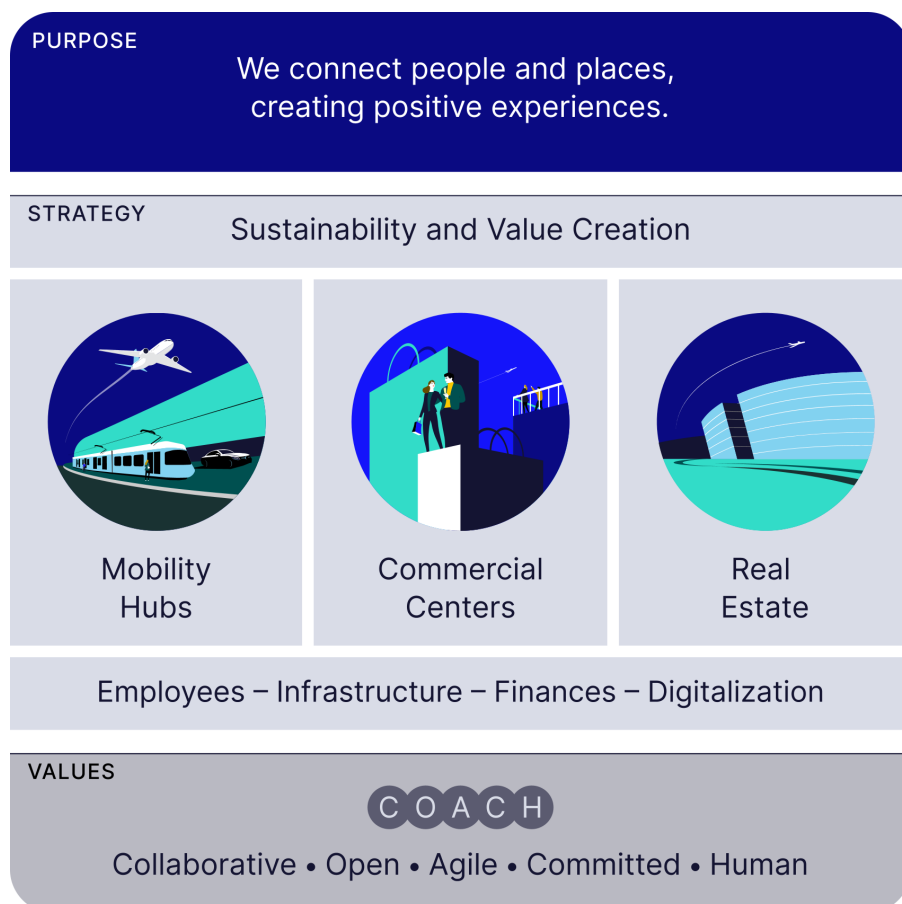 PURPOSE
We connect people and places,
creating positive experiences.
STRATEGY
Sustainability and Value Creation
Mobility
Hubs
Commercial
Centers
Real
Estate
Employees – Infrastructure – Finances – Digitalization
VALUES
COACH
Collaborative • Open • Agile • Committed • Human